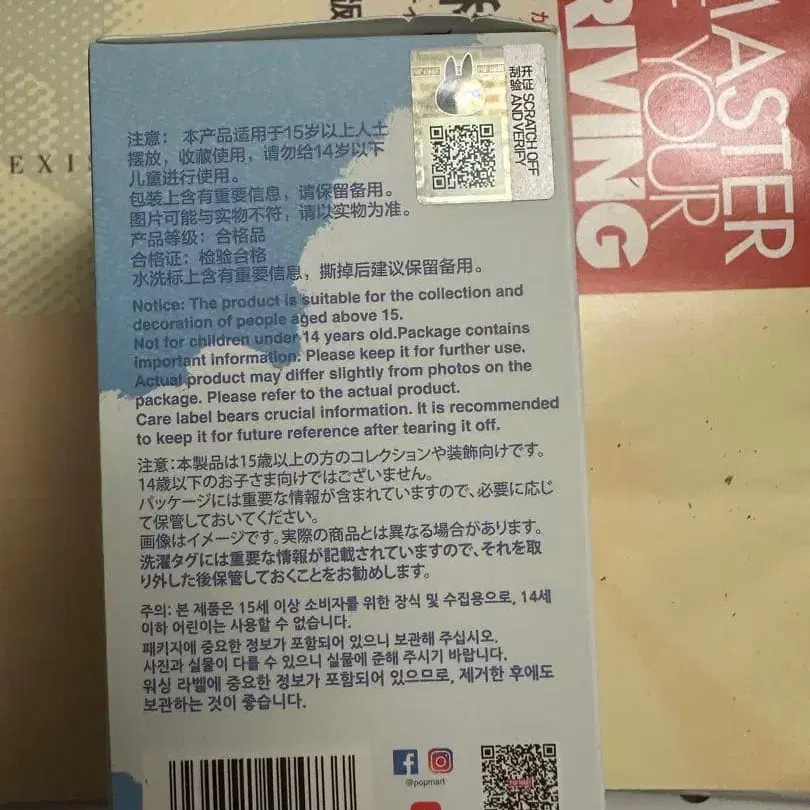 EXI
MASTER
YOUR
RIVING
SCRATCH OFF
AND VERIFY
注意： 本产品适用于15岁以上人士
摆放，收藏使用，请勿给14岁以下
儿童进行使用。
包装上含有重要信息，请保留备用。
图片可能与实物不符，请以实物为准。
产品等级：合格品
合格证：检验合格
水洗标上含有重要信息，撕掉后建议保留备用。
Notice: The product is suitable for the collection and
decoration of people aged above 15.
Not for children under 14 years old.Package contains
important information. Please keep it for further use.
Actual product may differ slightly from photos on the
package. Please refer to the actual product.
Care label bears crucial information. It is recommended
to keep it for future reference after tearing it off.
注意:本製品は15歳以上の方のコレクションや装飾向けです。
14歳以下のお子さま向けではございません。
パッケージには重要な情報が含まれていますので、必要に応じ
て保管しておいてください。
画像はイメージです。実際の商品とは異なる場合があります。
洗濯タグには重要な情報が記載されていますので、それを取
り外した後保管しておくことをお勧めします。
주의: 본 제품은 15세 이상 소비자를 위한 장식 및 수집용으로, 14세
이하 어린이는 사용할 수 없습니다.
패키지에 중요한 정보가 포함되어 있으니 보관해 주십시오.
사진과 실물이 다를 수 있으니 실물에 준해 주시기 바랍니다.
워싱 라벨에 중요한 정보가 포함되어 있으므로, 제거한 후에도
보관하는 것이 좋습니다.
@popmart